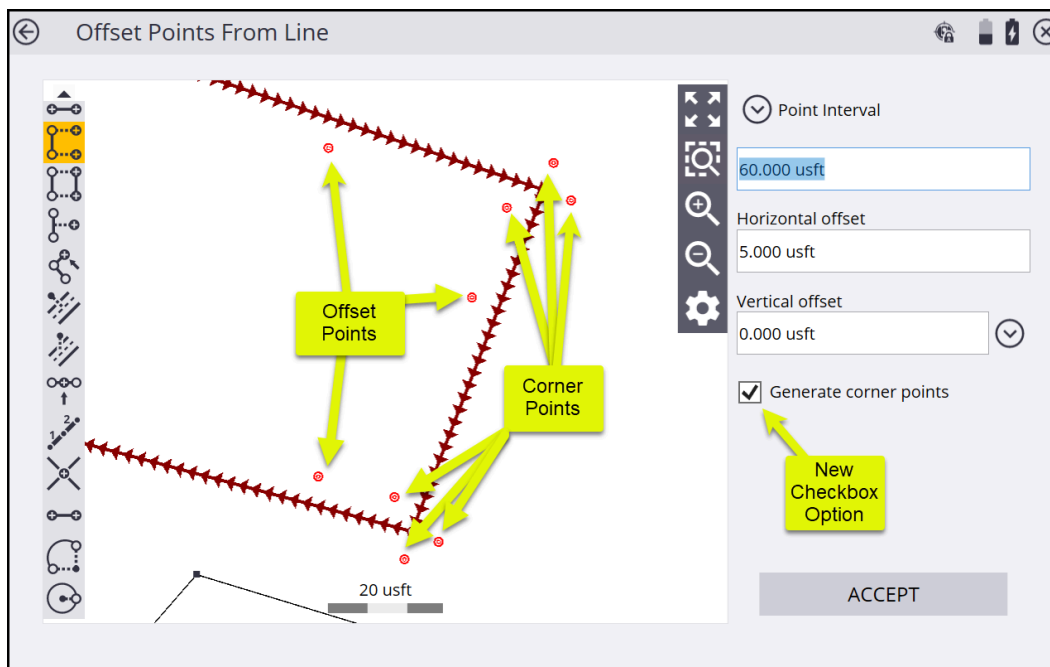 Offset Points From Line
Point Interval
60.000 usft
Horizontal offset
5.000 usft
Vertical offset
0.000 usft
Generate corner points
New
Checkbox
Option
ACCEPT
Offset
Points
Corner
Points
1 2
20 usft